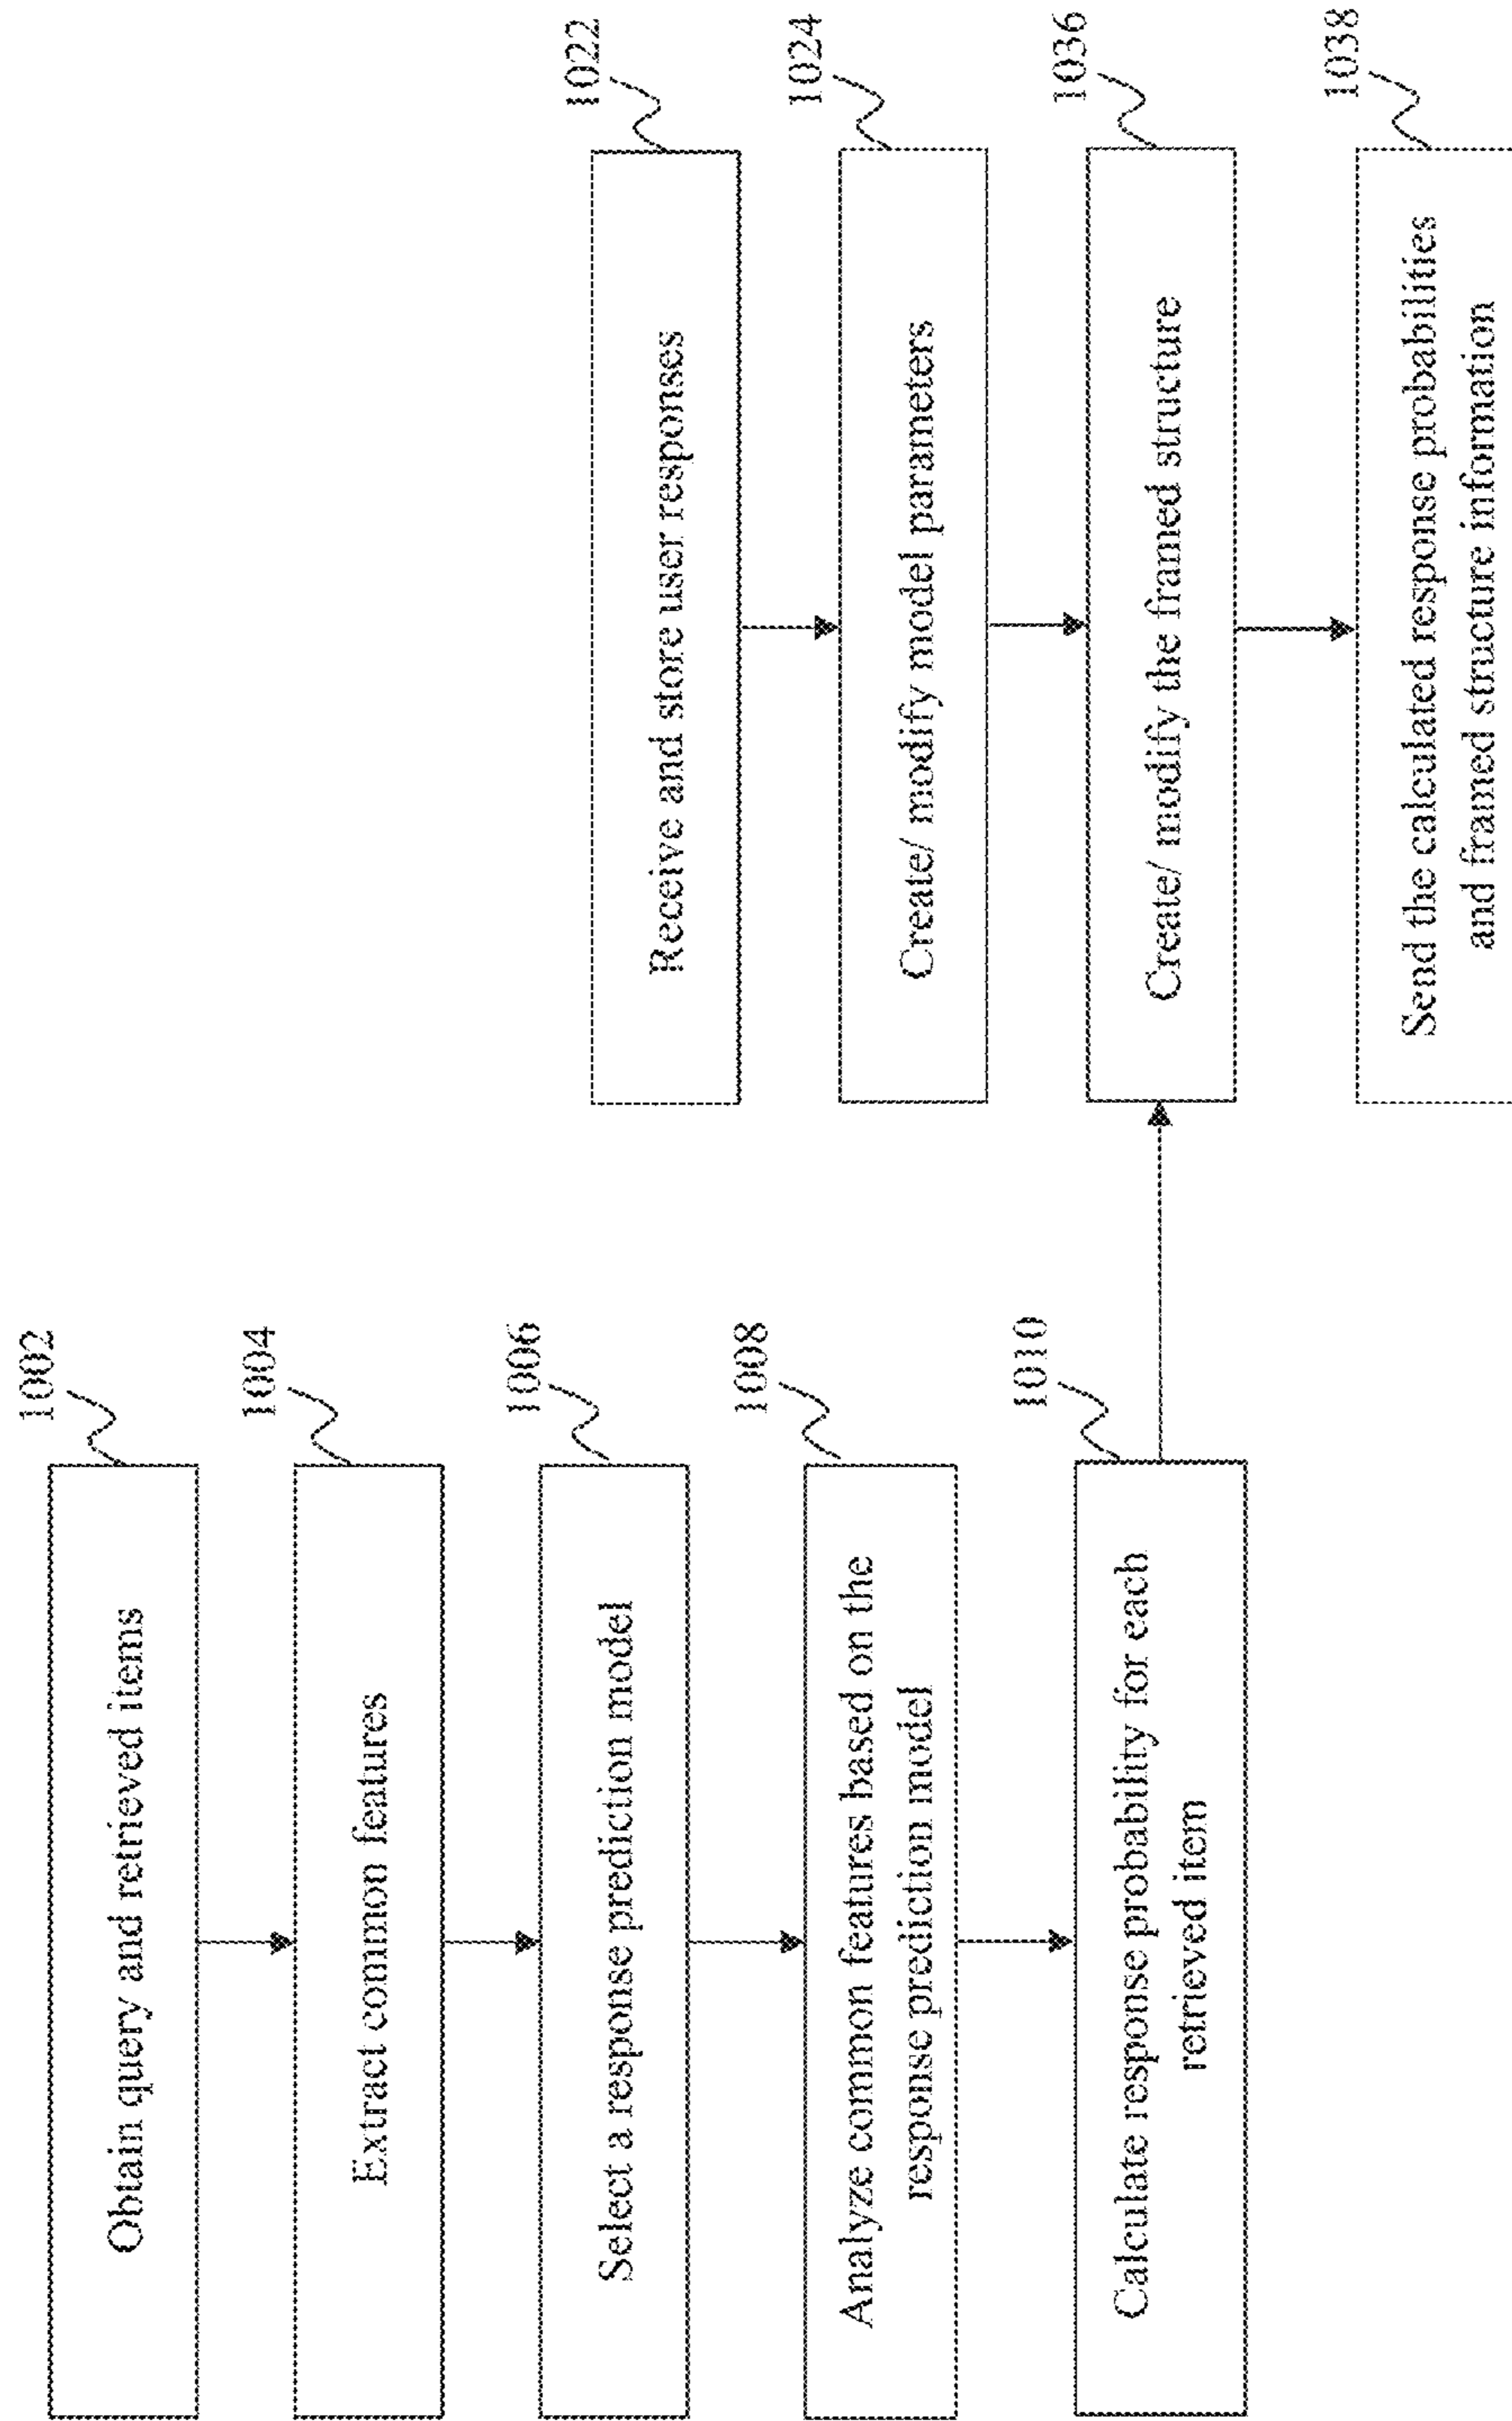 1002
Obtain query and retrieved items
1004
Extract common features
1006
Select a response prediction model
1008
Analyze common features based on the
response prediction model
1010
Calculate response probability for each
retrieved item
1022
Receive and store user responses
1024
Create/ modify model parameters
1036
Create/ modify the framed structure
1038
Send the calculated response probabilities
and framed structure information